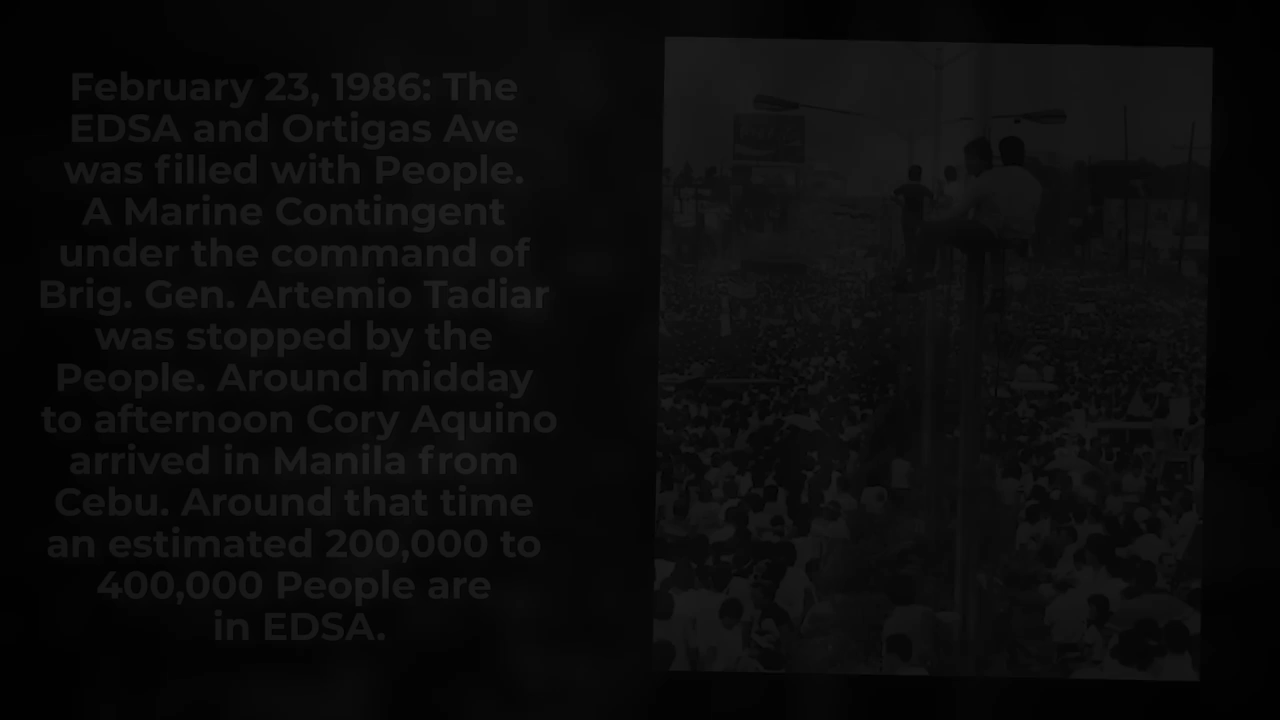 February 23, 1986: The
EDSA and Ortigas Ave
was filled with People.
A Marine Contingent
under the command of
Brig. Gen. Artemio Tadiar
was stopped by the
People. Around midday
to afternoon Cory Aquino
arrived in Manila from
Cebu. Around that time
an estimated 200,000 to
400,000 People are
in EDSA.